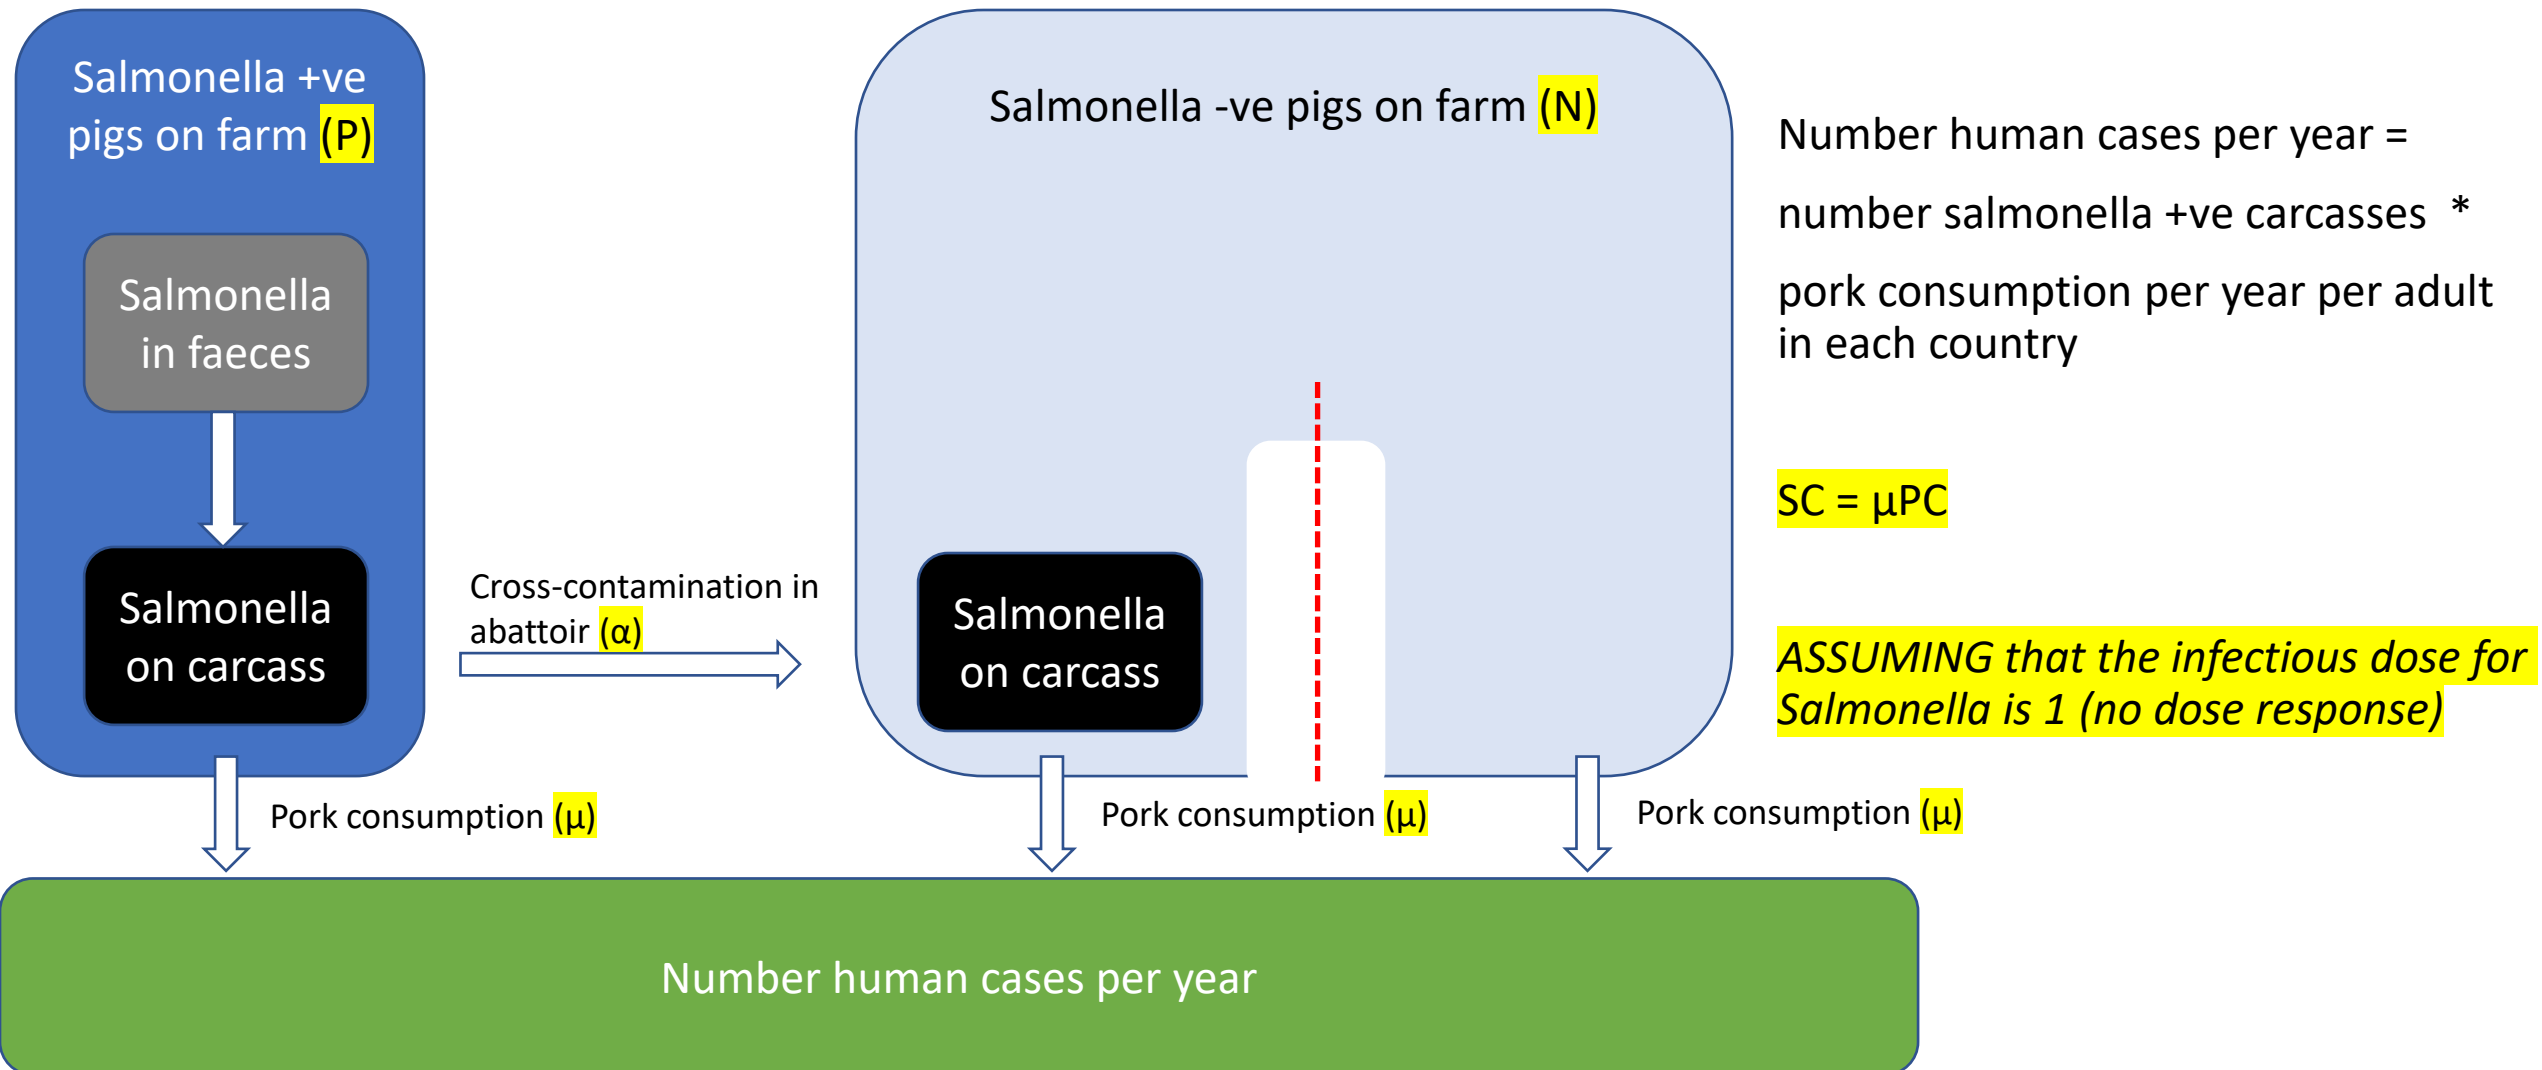 Salmonella +ve
pigs on farm (P)
Salmonella
in faeces
Salmonella
on carcass
Cross-contamination in
abattoir (α)
Salmonella -ve pigs on farm (N)
Salmonella
on carcass
Pork consumption (µ)
Pork consumption (µ)
Pork consumption (µ)
Number human cases per year
Number human cases per year =
number salmonella +ve carcasses *
pork consumption per year per adult
in each country
SC = µPC
ASSUMING that the infectious dose for
Salmonella is 1 (no dose response)